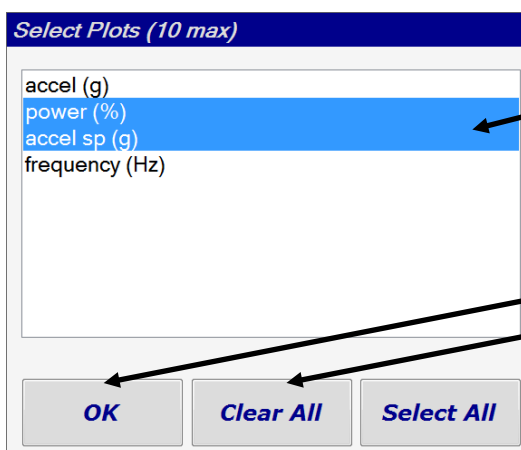 Select Plots (10 max)
accel (g)
power (%)
accel sp (g)
frequency (Hz)
OK Clear All Select All